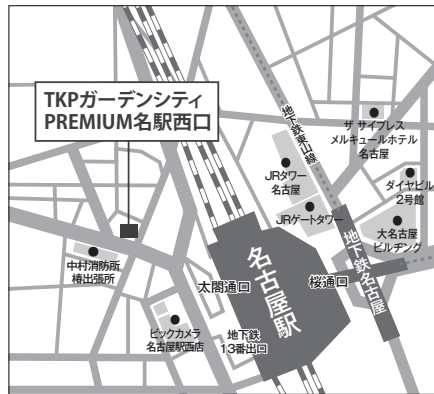 TKPガーデンシティ
PREMIUM名駅西口
地下鉄東山線
ザ サイプレス
メルキュールホテル
名古屋
JRタワー
名古屋
ダイヤビル
2号館
JRゲートタワー
大名古屋
ビルヂング
中村消防所
椿出張所
太閤通口
名古屋駅
桜通口
地下鉄名古屋
ビックカメラ
名古屋駅西店
地下鉄
13番出口